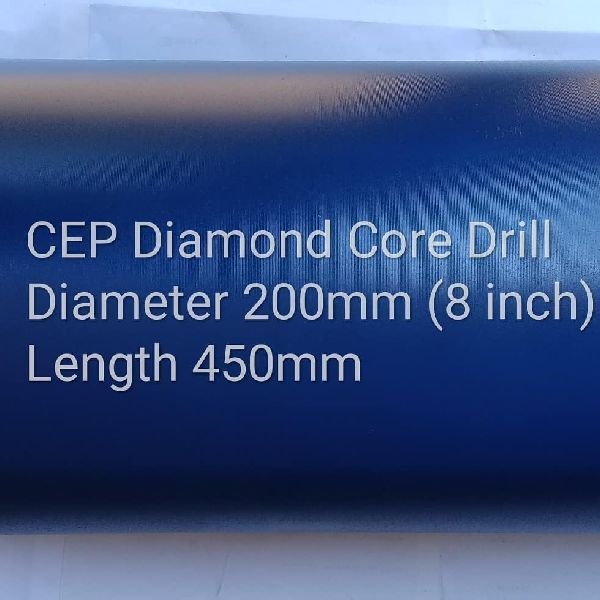 CEP Diamond Core Drill
Diameter 200mm (8 inch)
Length 450mm